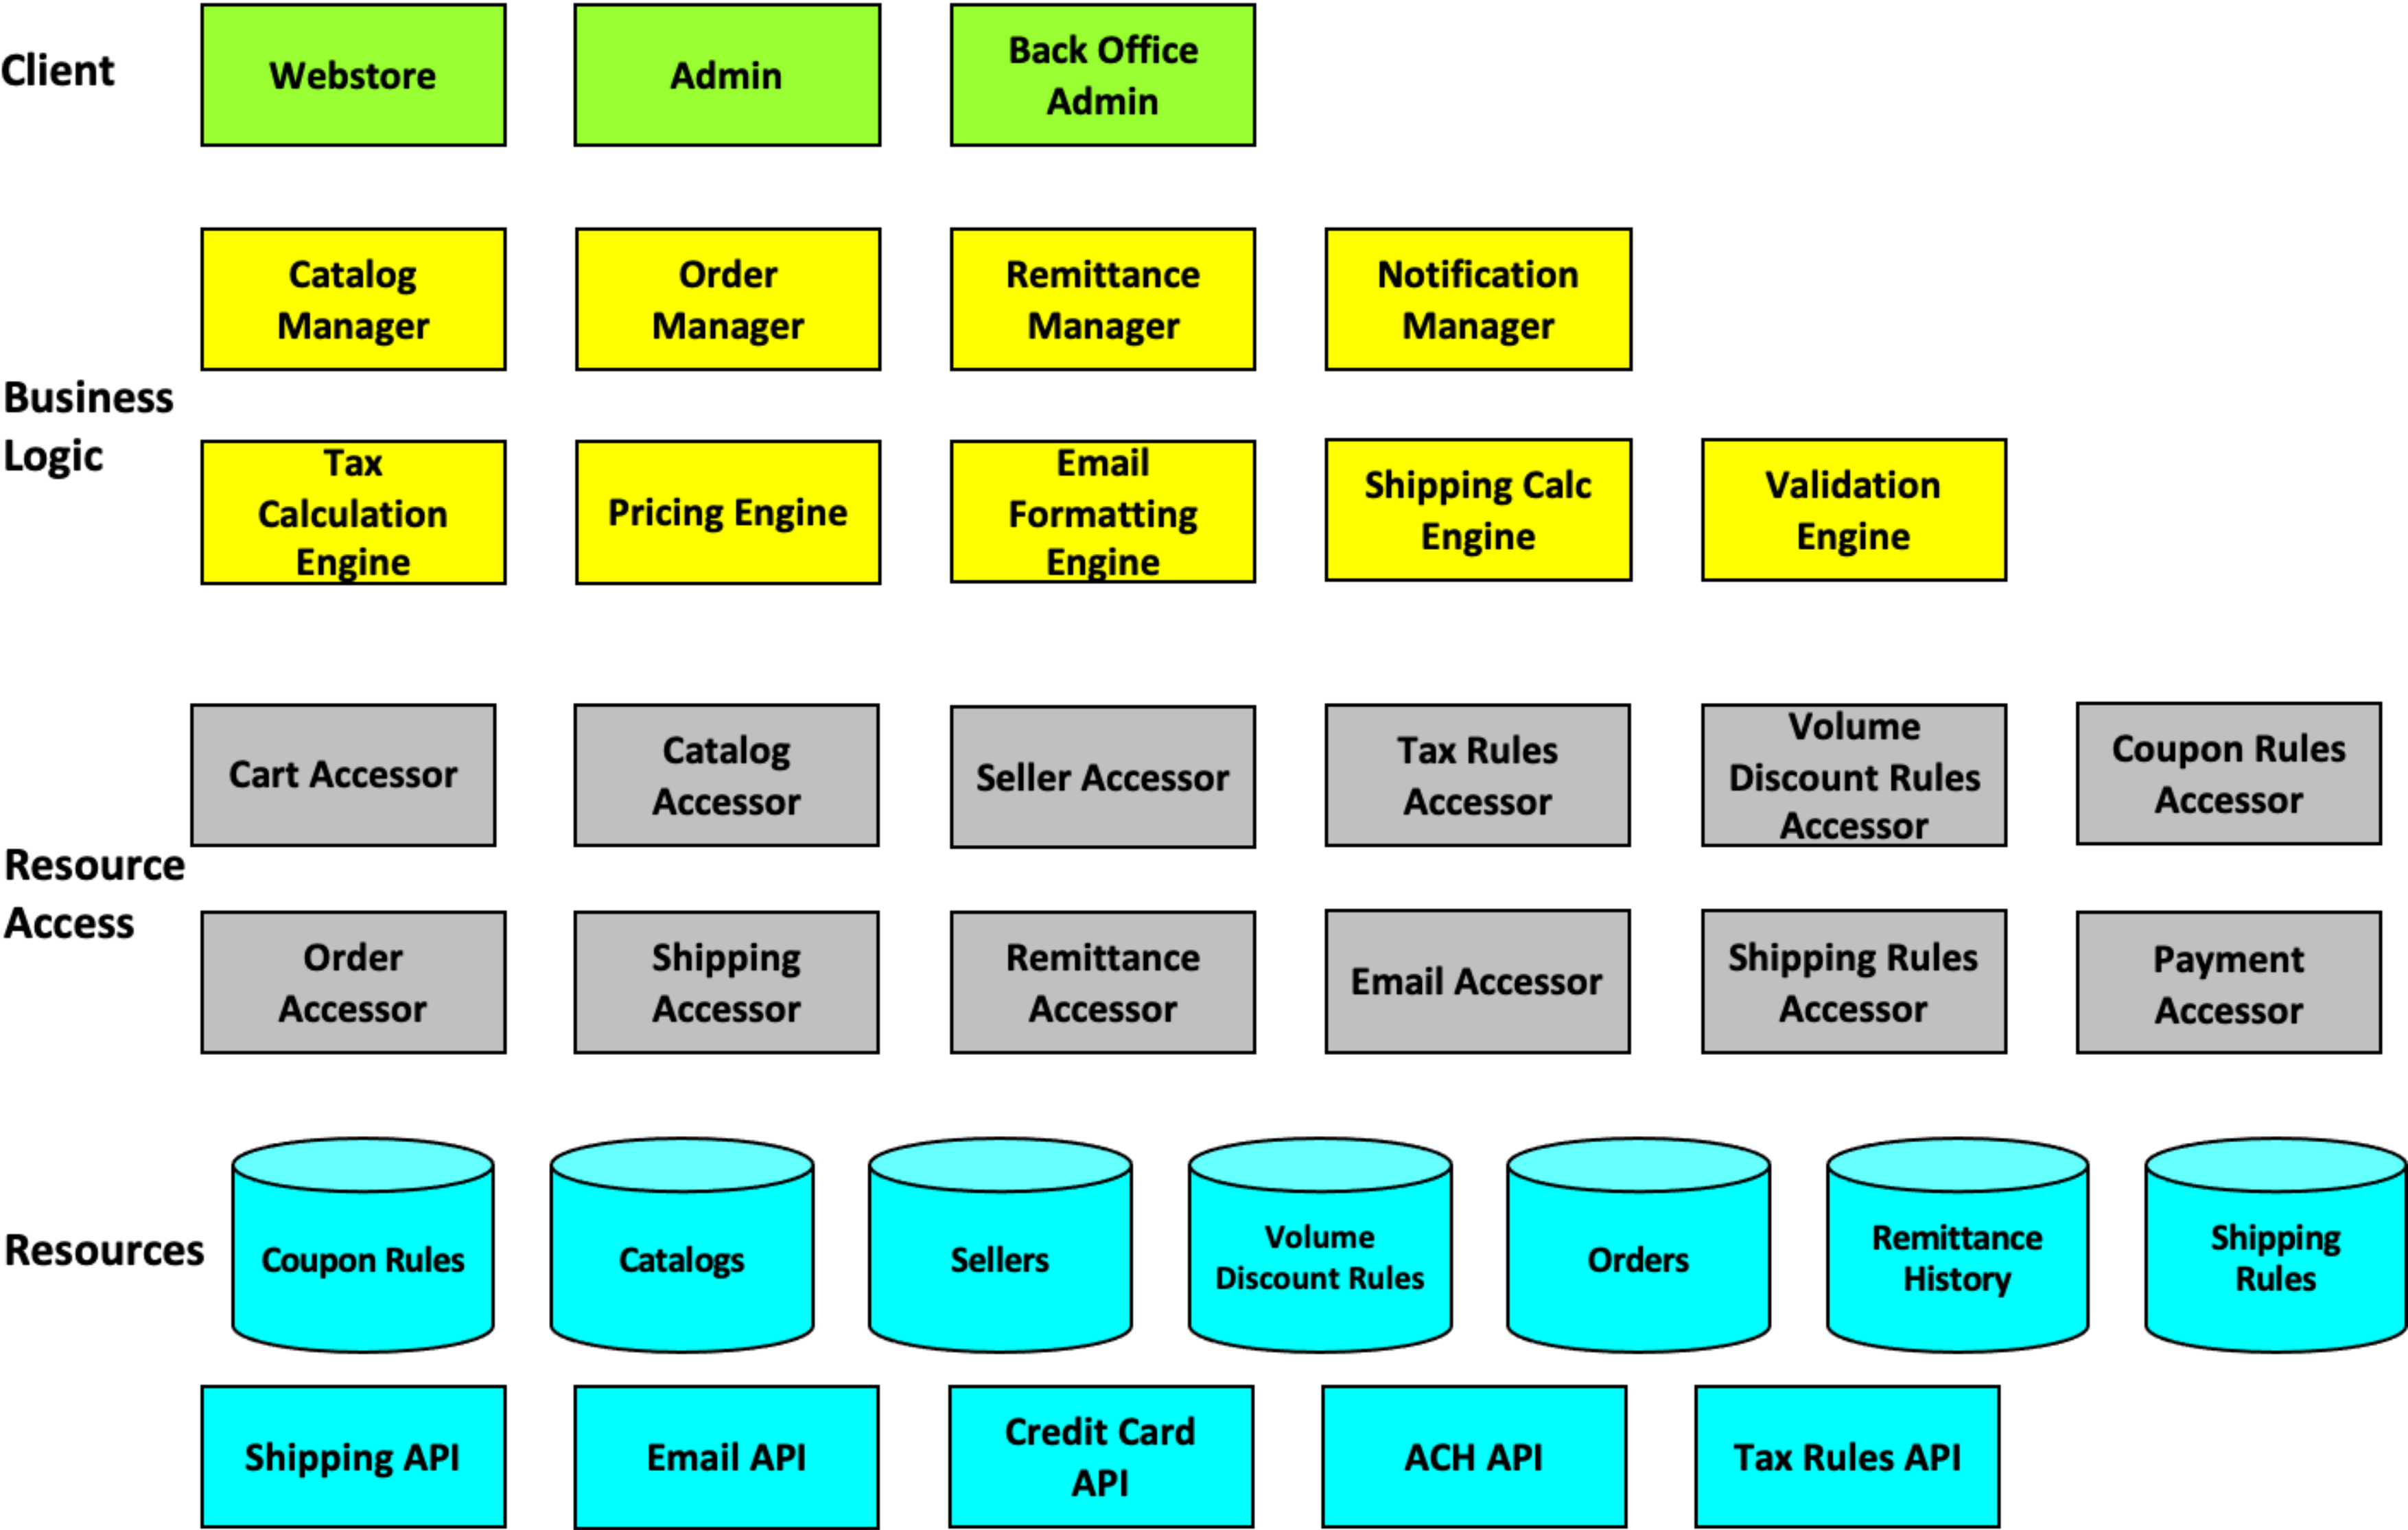 Client
Webstore
Admin
Back Office
Admin
Business
Logic
Catalog
Manager
Order
Manager
Remittance
Manager
Notification
Manager
Tax
Calculation
Engine
Pricing Engine
Email
Formatting
Engine
Shipping Calc
Engine
Validation
Engine
Resource
Access
Cart Accessor
Catalog
Accessor
Seller Accessor
Tax Rules
Accessor
Volume
Discount Rules
Accessor
Coupon Rules
Accessor
Order
Accessor
Shipping
Accessor
Remittance
Accessor
Email Accessor
Shipping Rules
Accessor
Payment
Accessor
Resources
Coupon Rules
Catalogs
Sellers
Volume
Discount Rules
Orders
Remittance
History
Shipping
Rules
Shipping API
Email API
Credit Card
API
ACH API
Tax Rules API